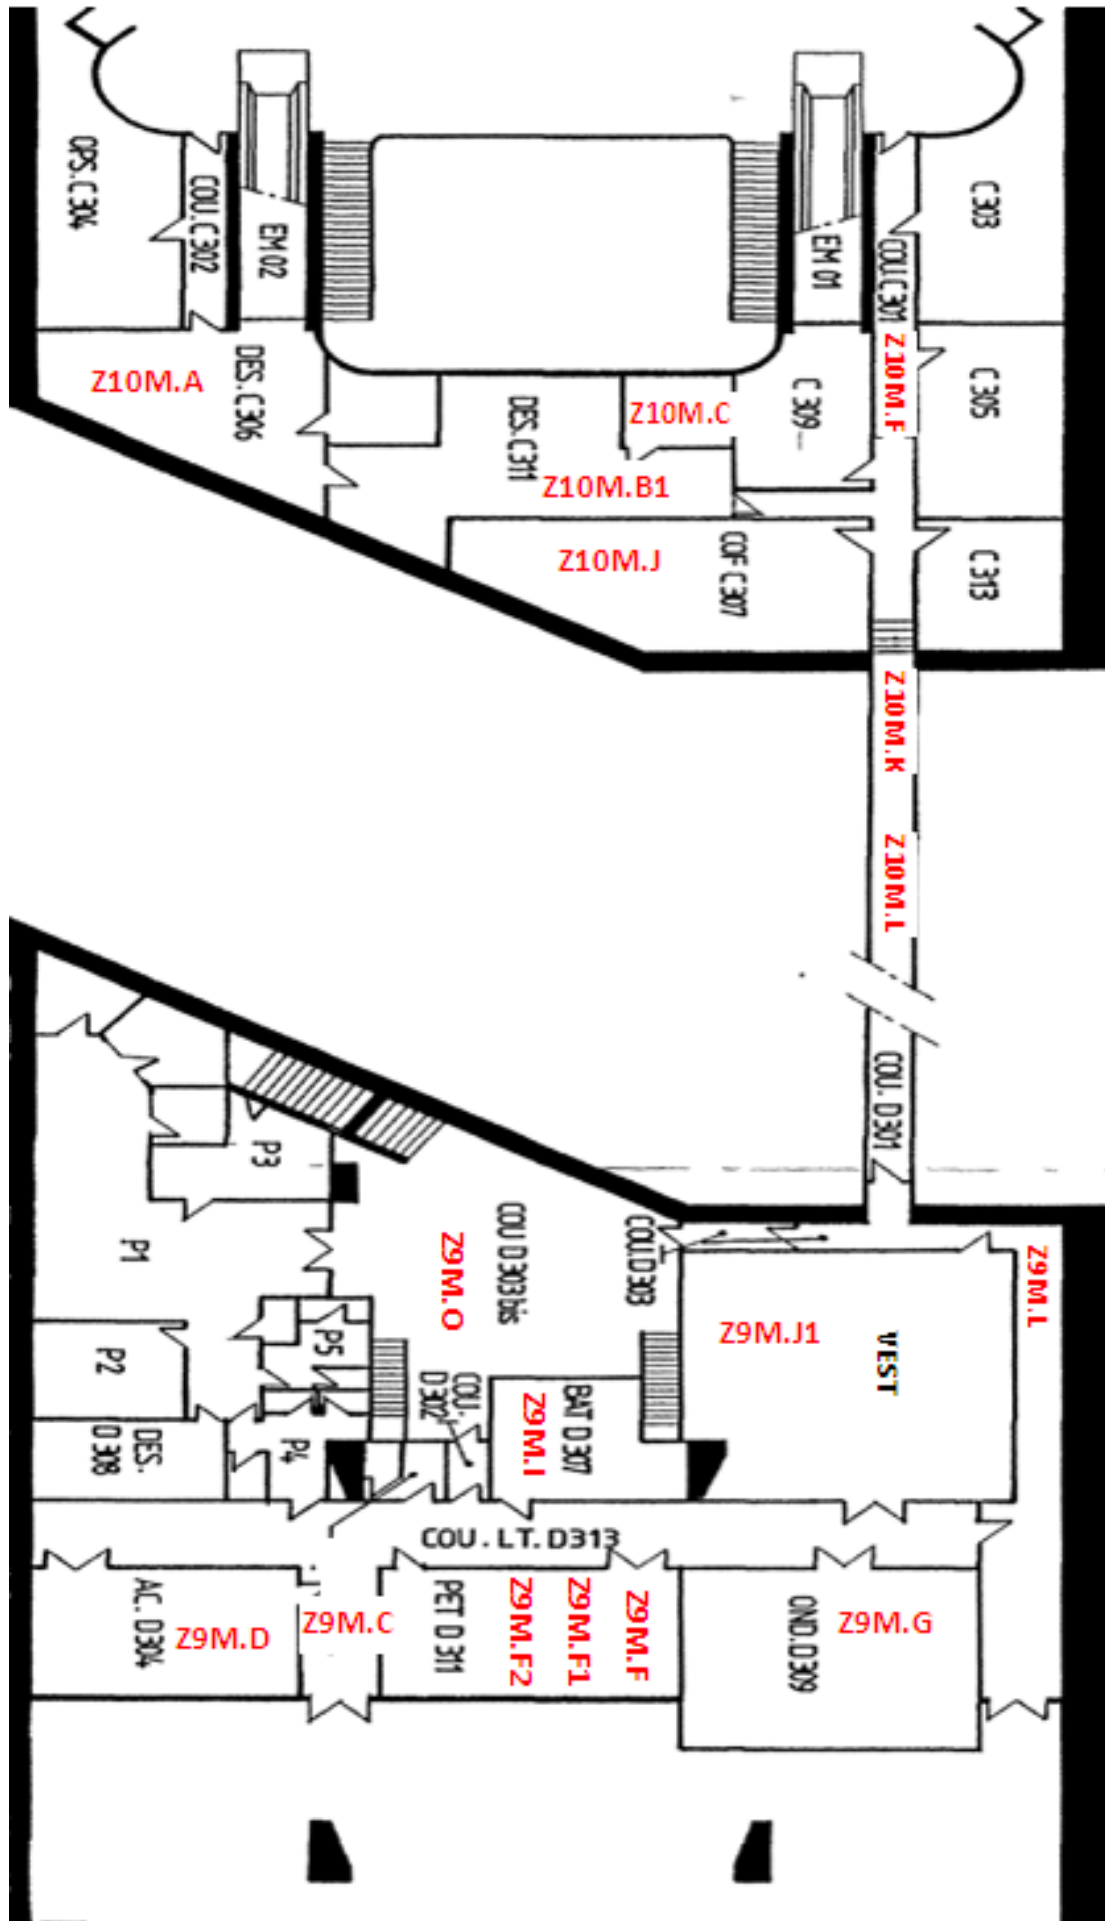 OPS. C304
COU. C302
EM 02
EM 01
COU. C301
C303
Z10M.A
DES. C306
DES. C311
Z10M.C
C 309
Z10M.F
C305
Z10M.B1
Z10M.J
COF C307
C313
Z10M.K
Z10M.L
COU. D301
P3
P1
Z9M.O
COU D303 bis
COU. D303
Z9M.L
Z9M.J1
VEST
P2
P5
COU.
D302
Z9M.I
BAT D307
DES.
D308
P4
COU. LT. D313
AC. D304
Z9M.D
Z9M.C
PET D311
Z9M.F2
Z9M.F1
Z9M.F
OND. D309
Z9M.G